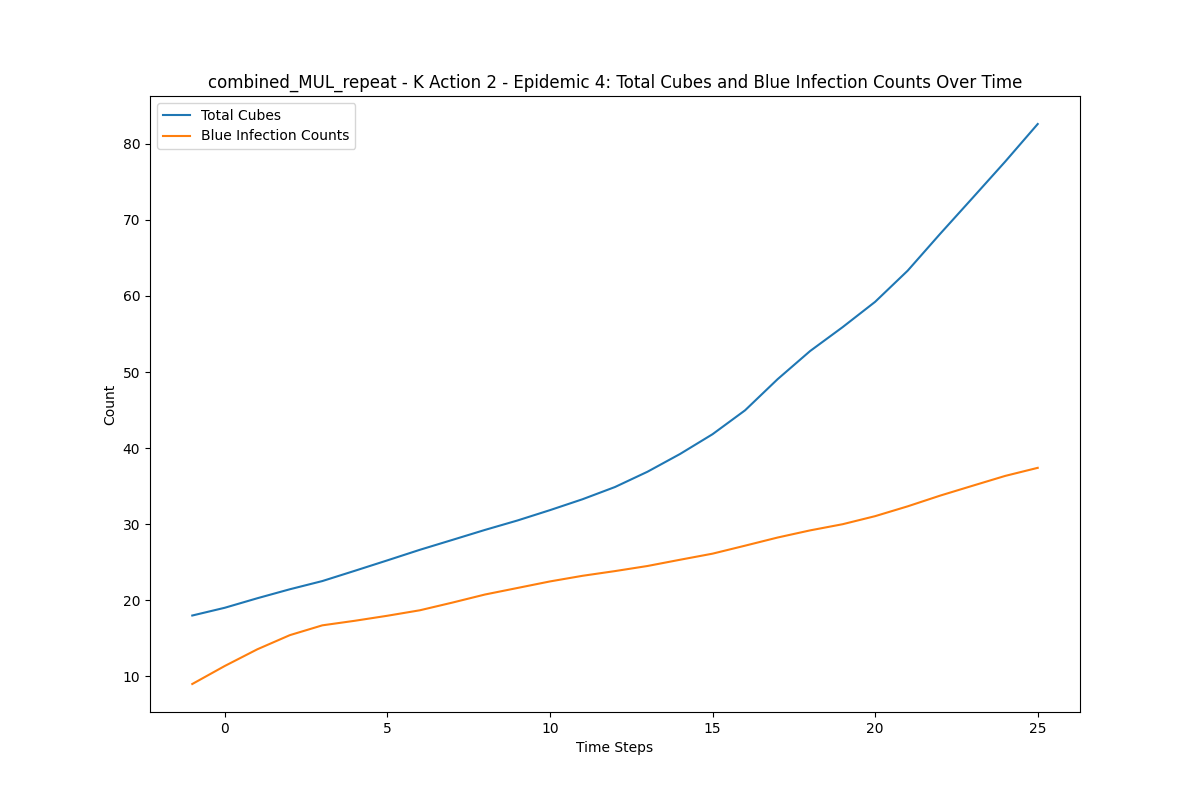 combined_MUL_repeat - K Action 2 - Epidemic 4: Total Cubes and Blue Infection Counts Over Time
Total Cubes
Blue Infection Counts
80
70
60
50
40
30
20
10
Count
0 5 10 15 20 25
Time Steps